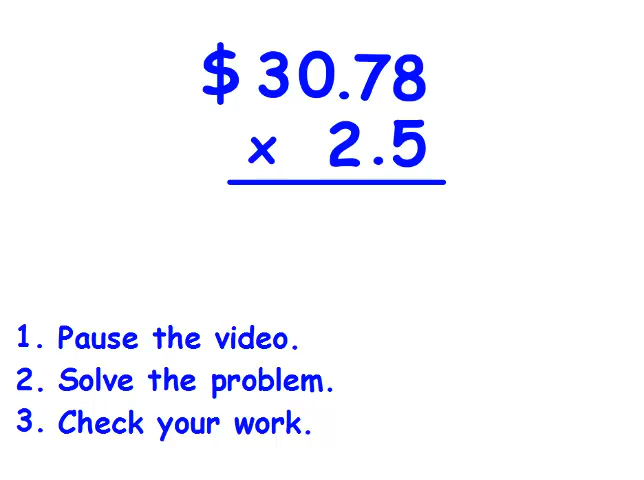 $30.78
x 2.5
1. Pause the video.
2. Solve the problem.
3. Check your work.